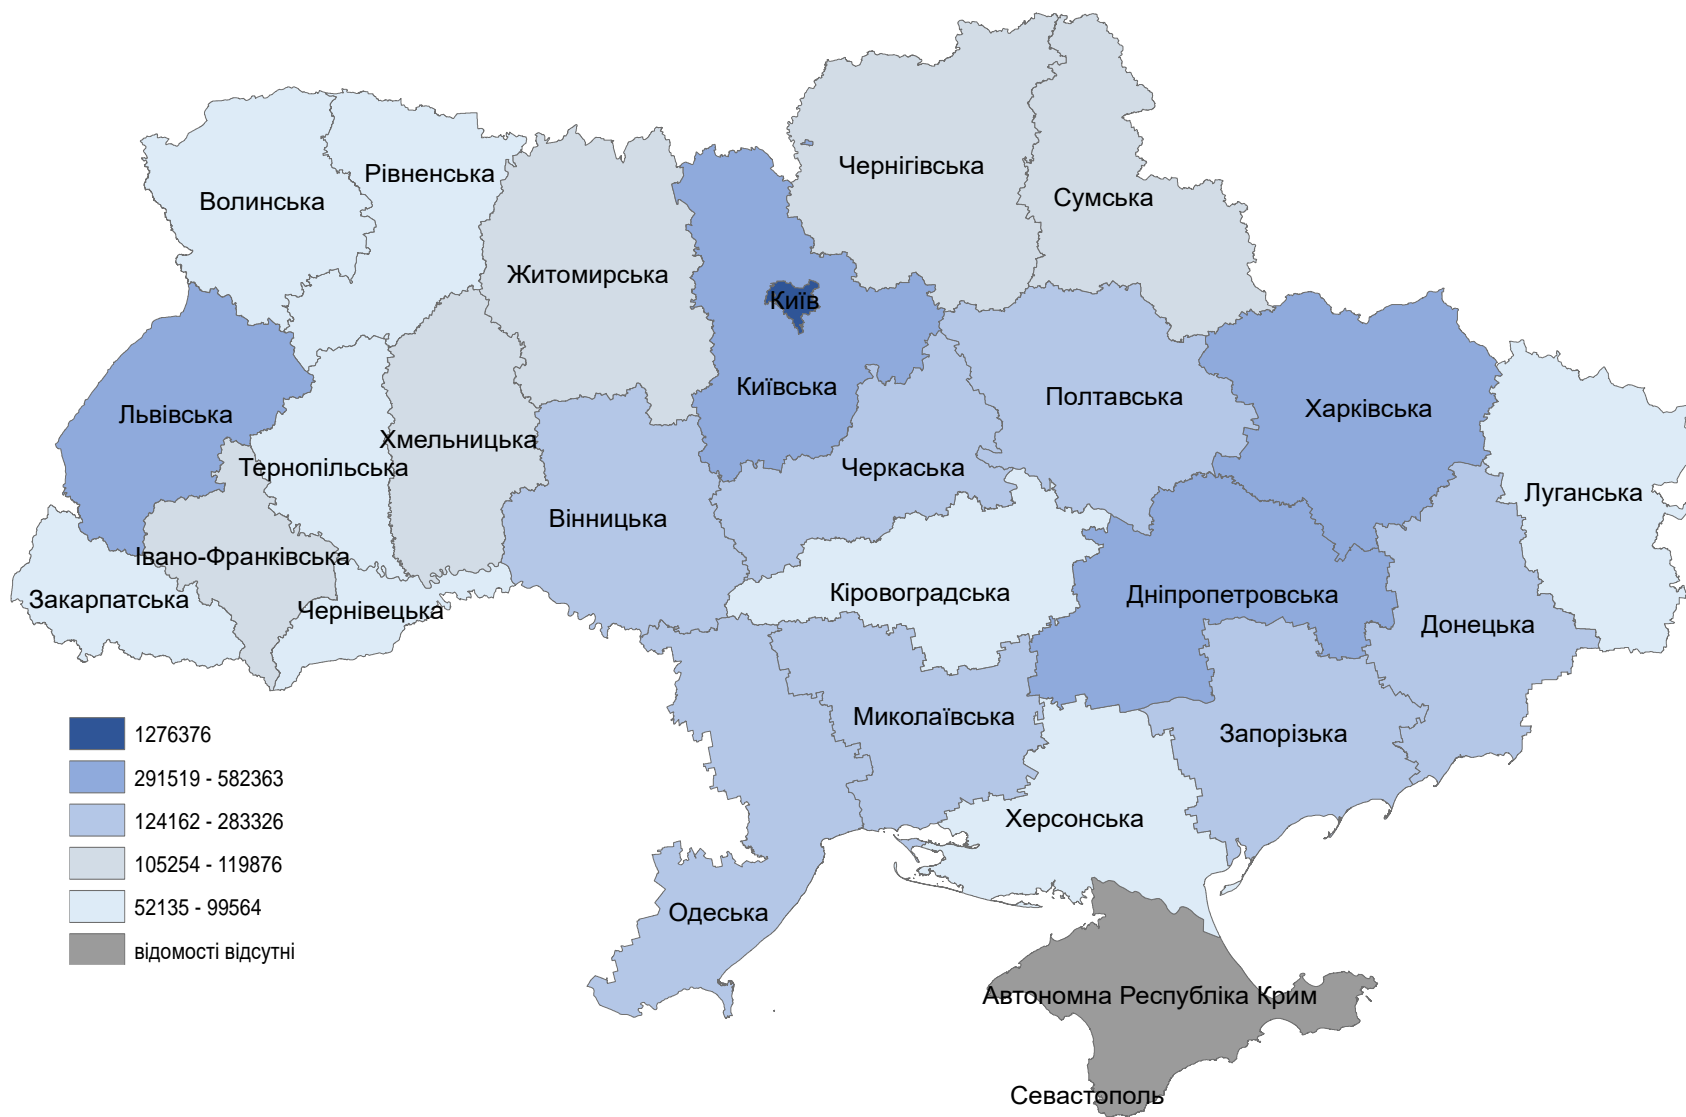 Чернігівська
Рівненська
Волинська
Сумська
Житомирська
Київ
Київська
Полтавська
Харківська
Львівська
Хмельницька
Тернопільська
Черкаська
Луганська
Вінницька
Івано-Франківська
Закарпатська
Чернівецька
Кіровоградська
Дніпропетровська
Донецька
Миколаївська
Запорізька
Херсонська
Одеська
1276376
291519 - 582363
124162 - 283326
105254 - 119876
52135 - 99564
відомості відсутні
Автономна Республіка Крим
Севастополь